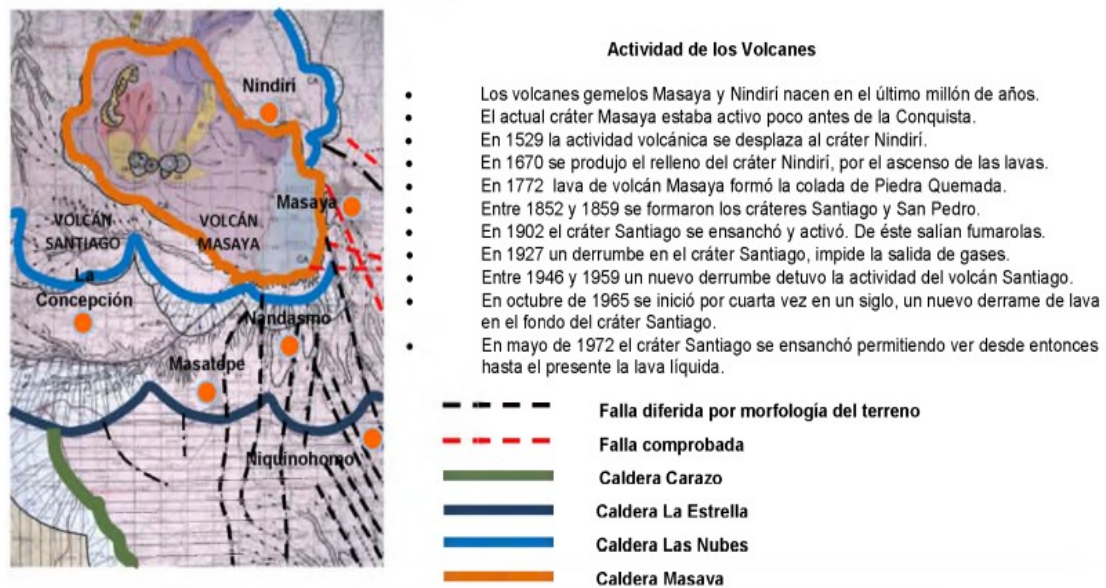 Nindirí
Masaya
VOLCÁN
SANTIAGO
VOLCÁN
MASAYA
La
Concepción
Nandasmo
Masatepe
Niquinohomo
Actividad de los Volcanes
• Los volcanes gemelos Masaya y Nindirí nacen en el último millón de años.
• El actual cráter Masaya estaba activo poco antes de la Conquista.
• En 1529 la actividad volcánica se desplaza al cráter Nindirí.
• En 1670 se produjo el relleno del cráter Nindirí, por el ascenso de las lavas.
• En 1772 lava de volcán Masaya formó la colada de Piedra Quemada.
• Entre 1852 y 1859 se formaron los cráteres Santiago y San Pedro.
• En 1902 el cráter Santiago se ensanchó y activó. De éste salían fumarolas.
• En 1927 un derrumbe en el cráter Santiago, impide la salida de gases.
• Entre 1946 y 1959 un nuevo derrumbe detuvo la actividad del volcán Santiago.
• En octubre de 1965 se inició por cuarta vez en un siglo, un nuevo derrame de lava
en el fondo del cráter Santiago.
• En mayo de 1972 el cráter Santiago se ensanchó permitiendo ver desde entonces
hasta el presente la lava líquida.
Falla diferida por morfología del terreno
Falla comprobada
Caldera Carazo
Caldera La Estrella
Caldera Las Nubes
Caldera Masaya